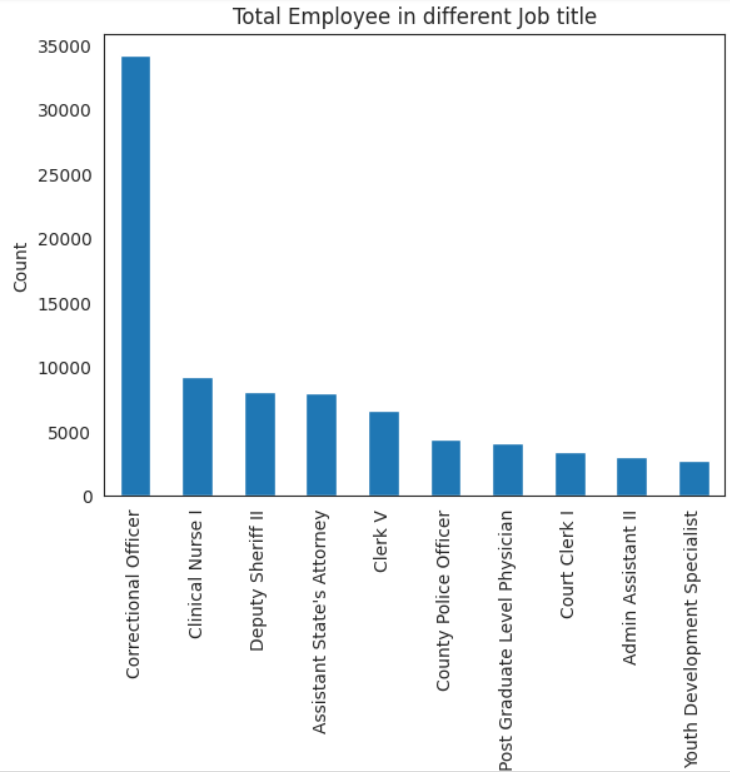 Total Employee in different Job title
35000
30000
25000
20000
15000
10000
5000
0
Count
Correctional Officer
Clinical Nurse I
Deputy Sheriff II
Assistant State's Attorney
Clerk V
County Police Officer
Post Graduate Level Physician
Court Clerk I
Admin Assistant II
Youth Development Specialist